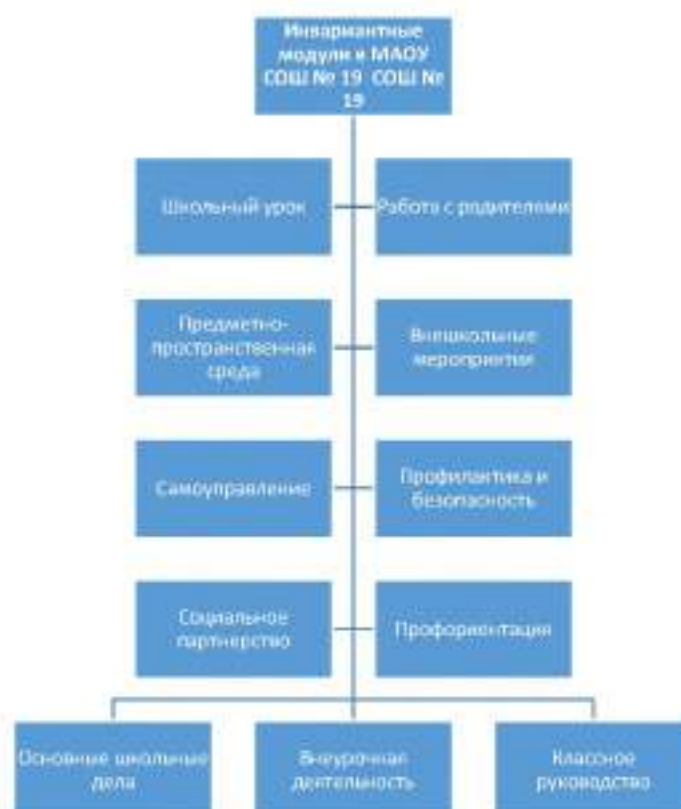 Инвариантные
модули в МАОУ
СОШ № 19 СОШ №
19
Школьный урок
Работа с родителями
Предметно-
пространственная
среда
Внешкольные
мероприятия
Самоуправление
Профилактика и
безопасность
Социальное
партнерство
Профориентация
Основные школьные
дела
Внеурочная
деятельность
Классное
руководство